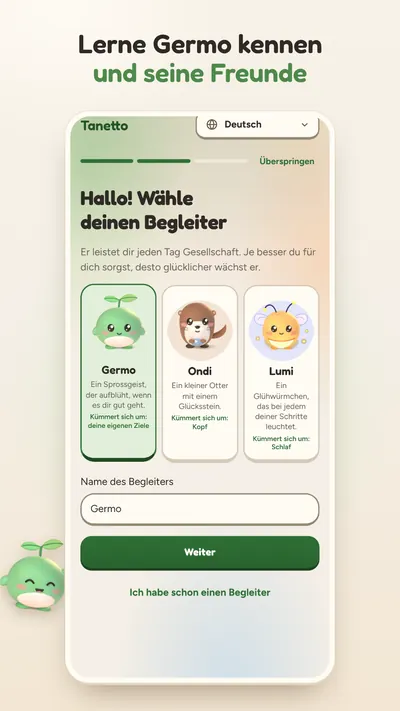 Lerne Germo kennen
und seine Freunde
Tanetto
Deutsch
Überspringen
Hallo! Wähle
deinen Begleiter
Er leistet dir jeden Tag Gesellschaft. Je besser du für
dich sorgst, desto glücklicher wächst er.
Germo
Ein Sprossgeist,
der aufblüht, wenn
es dir gut geht.
Kümmert sich um:
deine eigenen Ziele
Ondi
Ein kleiner Otter
mit einem
Glücksstein.
Kümmert sich um:
Kopf
Lumi
Ein
Glühwürmchen,
das bei jedem
deiner Schritte
leuchtet.
Kümmert sich um:
Schlaf
Name des Begleiters
Germo
Weiter
Ich habe schon einen Begleiter